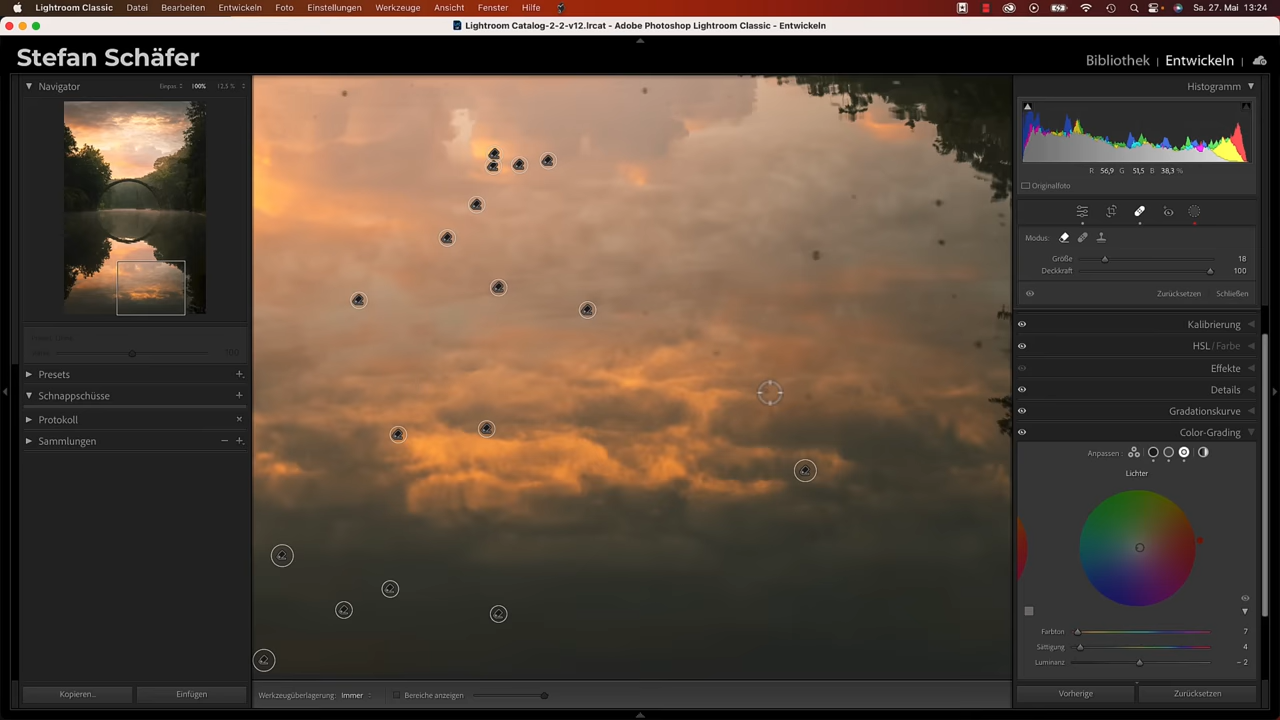 Lightroom Classic Datei Bearbeiten Entwickeln Foto Einstellungen Werkzeuge Ansicht Fenster Hilfe Sa. 27. Mai 13:24
Lightroom Catalog-2-2-v12.lrcat - Adobe Photoshop Lightroom Classic - Entwickeln
Stefan Schäfer
Bibliothek | Entwickeln
Navigator Einpas. 100% 12,5 %
Histogramm
R 56,9 G 51,5 B 38,3 %
Originalfoto
Modus:
Größe 18
Deckkraft 100
Zurücksetzen Schließen
Kalibrierung
HSL / Farbe
Effekte
Details
Gradationskurve
Color-Grading
Anpassen:
Lichter
Farbton 7
Sättigung 4
Luminanz – 2
Vorherige Zurücksetzen
Presets
Schnappschüsse
Protokoll
Sammlungen
Kopieren... Einfügen
Werkzeugüberlagerung: Immer Bereiche anzeigen